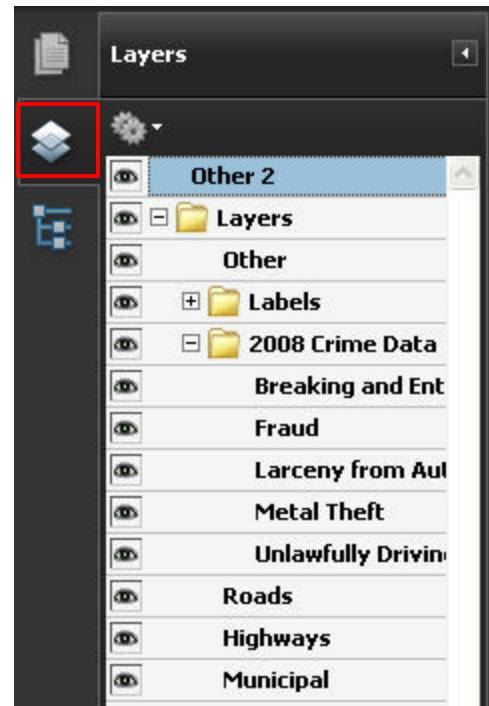 Layers
Other 2
Layers
Other
Labels
2008 Crime Data
Breaking and Ent
Fraud
Larceny from Aut
Metal Theft
Unlawfully Drivin
Roads
Highways
Municipal